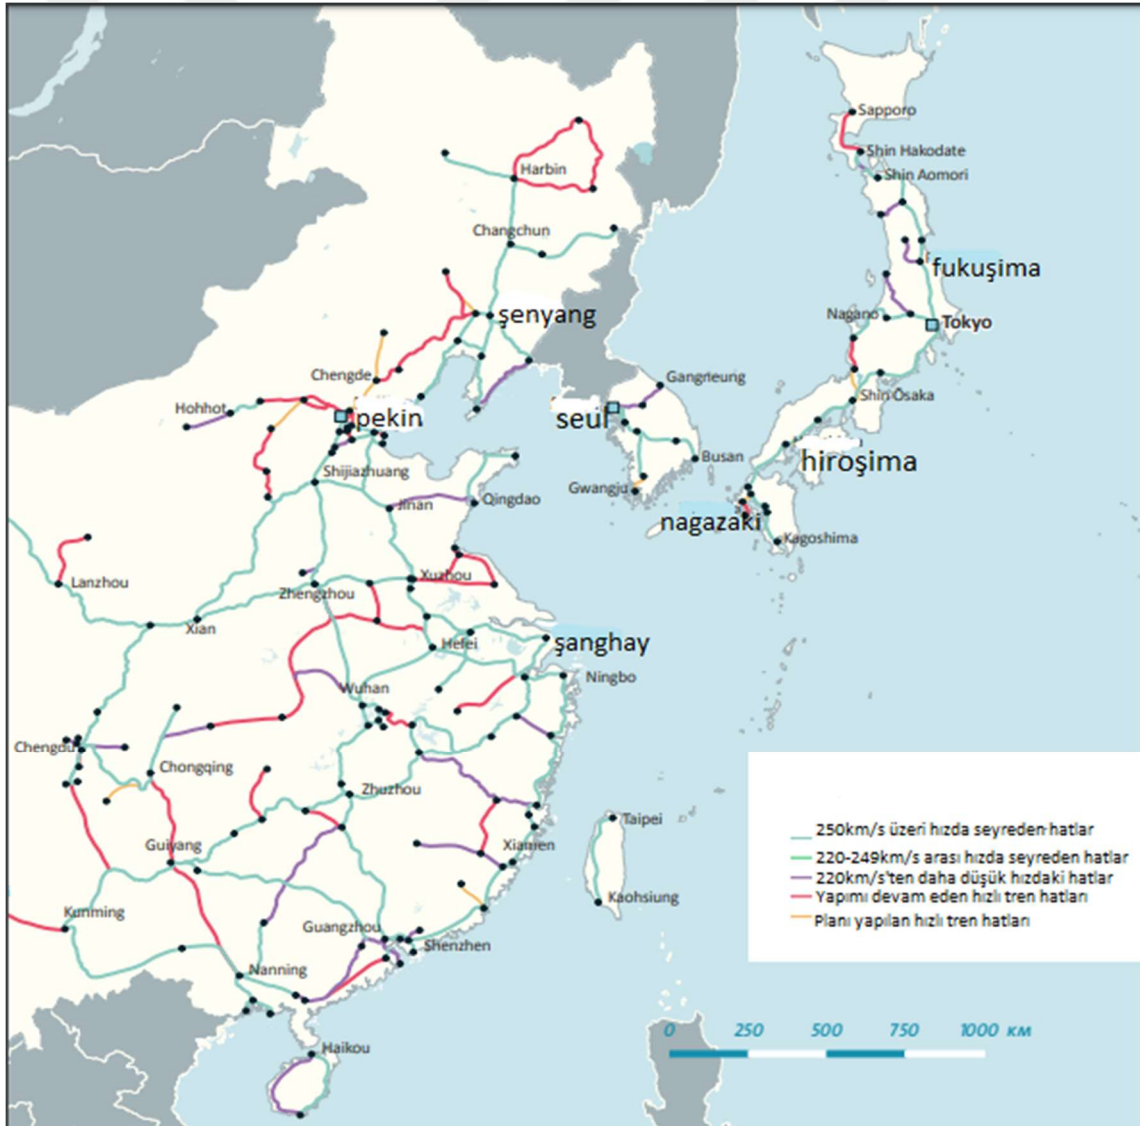 Sapporo
Shin Hakodate
Shin Aomori
Harbin
Changchun
fukuşima
şenyang
Nagano
Tokyo
Chengde
Gangneung
Hohhot
pekin
seul
Shin Osaka
hiroşima
Busan
Shijiazhuang
Gwangju
Jinan
Qingdao
nagazaki
Kagoshima
Lanzhou
Xuzhou
Zhengzhou
Xian
Hefei
şanghay
Ningbo
Wuhan
Chengdu
Chongqing
Zhuzhou
Taipei
Guiyang
Xiamen
Kaohsiung
Kunming
Guangzhou
Shenzhen
Nanning
Haikou
250km/s üzeri hızda seyreden hatlar
220-249km/s arası hızda seyreden hatlar
220km/s'ten daha düşük hızdaki hatlar
Yapımı devam eden hızlı tren hatları
Planı yapılan hızlı tren hatları
0 250 500 750 1000 KM